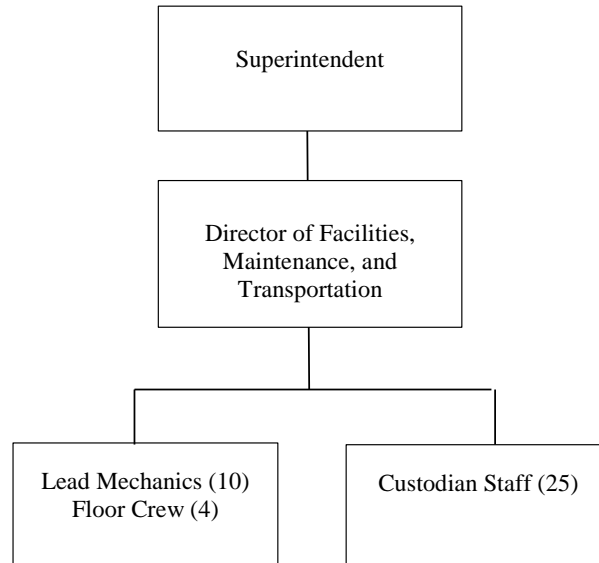 Superintendent
Director of Facilities,
Maintenance, and
Transportation
Lead Mechanics (10)
Floor Crew (4)
Custodian Staff (25)